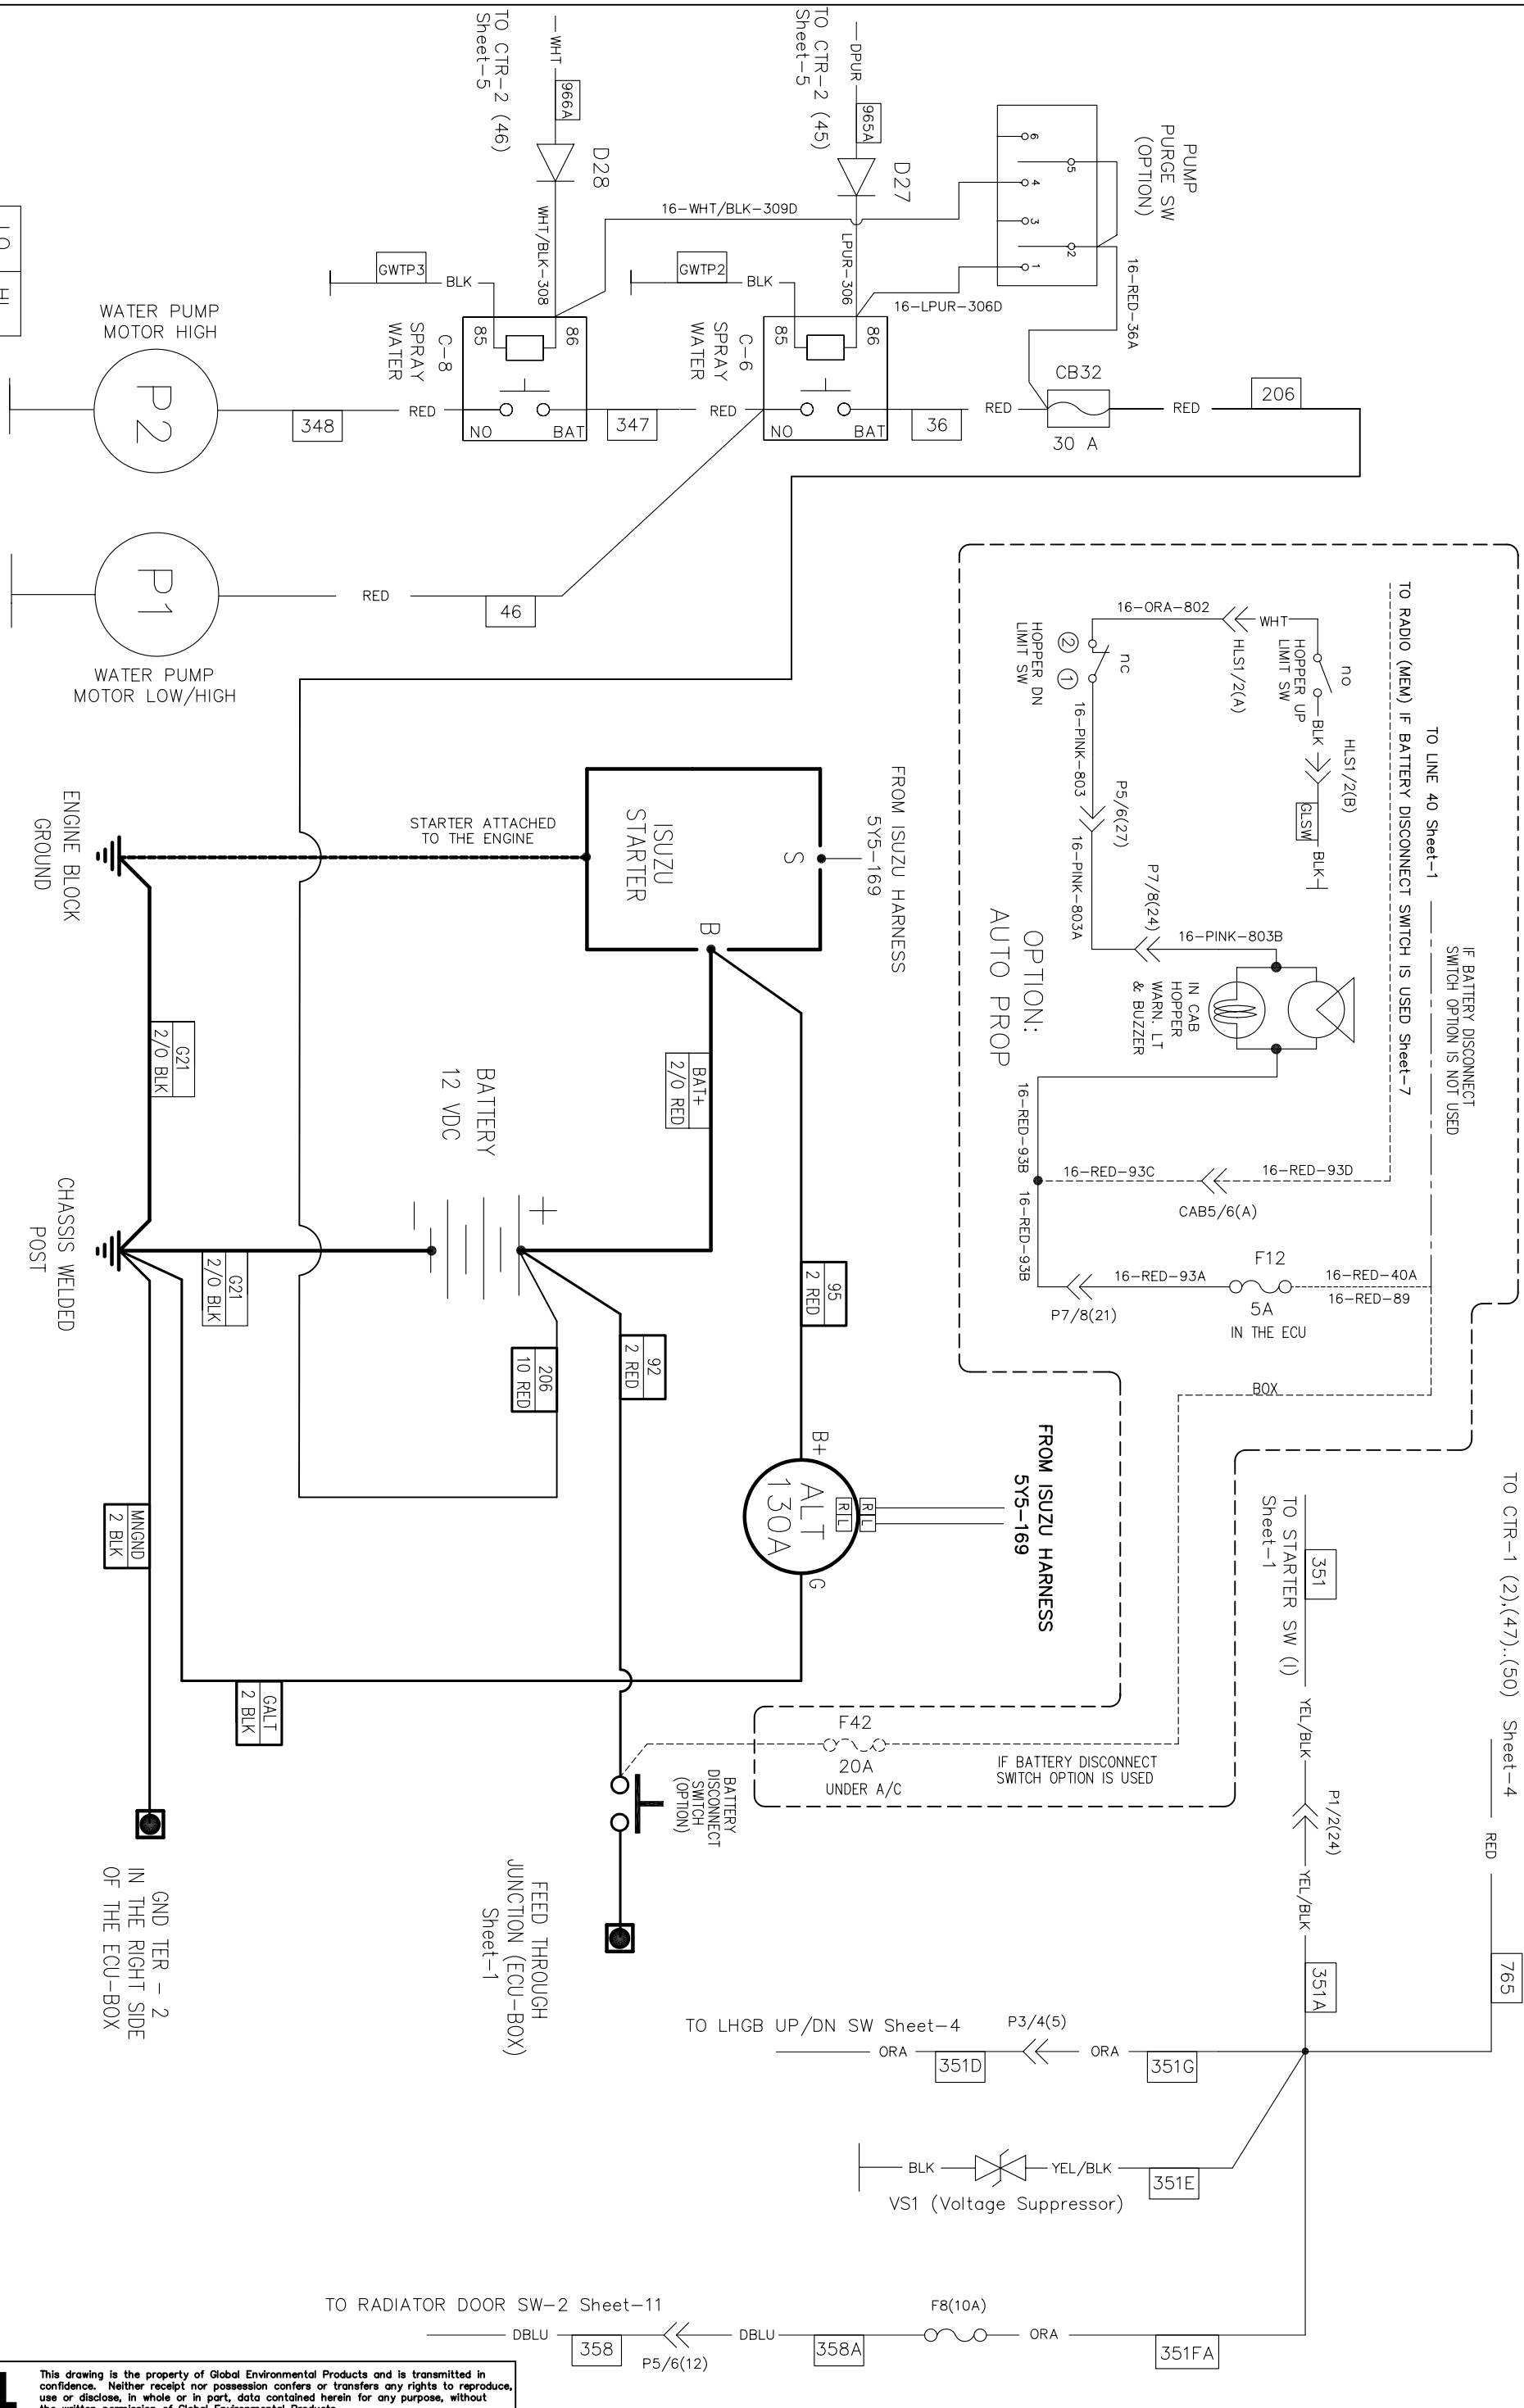 TO CTR-2 (46)
Sheet-5
WHT
966A
D28
WHT/BLK-308
TO CTR-2 (45)
Sheet-5
DPUR
965A
D27
LPUR-306
PUMP
PURGE SW
(OPTION)
6
5
4
3
2
1
16-WHT/BLK-309D
16-LPUR-306D
16-RED-36A
GWTP3
BLK
GWTP2
BLK
85
86
C-8
SPRAY
WATER
NO
BAT
85
86
C-6
SPRAY
WATER
NO
BAT
CB32
30 A
RED
206
RED
36
RED
347
RED
348
LO
WATER PUMP
MOTOR HIGH
P2
P1
WATER PUMP
MOTOR LOW/HIGH
RED
46
TO RADIO (MEM) IF BATTERY DISCONNECT SWITCH IS USED Sheet-7
TO LINE 40 Sheet-1
IF BATTERY DISCONNECT
SWITCH OPTION IS NOT USED
16-ORA-802
WHT
HLS1/2(A)
no
HOPPER UP
LIMIT SW
BLK
HLS1/2(B)
GLSW
BLK
HOPPER DN
LIMIT SW
2
1
nc
16-PINK-803
P5/6(27)
16-PINK-803A
P7/8(24)
16-PINK-803B
IN CAB
HOPPER
WARN. LT
& BUZZER
OPTION:
AUTO PROP
16-RED-93B
16-RED-93C
16-RED-93D
CAB5/6(A)
16-RED-93B
P7/8(21)
16-RED-93A
F12
5A
IN THE ECU
16-RED-40A
16-RED-89
BOX
FROM ISUZU HARNESS
5Y5-169
S
ISUZU
STARTER
B
STARTER ATTACHED
TO THE ENGINE
ENGINE BLOCK
GROUND
G21
2/0 BLK
BAT+
2/0 RED
BATTERY
12 VDC
+
-
CHASSIS WELDED
POST
G21
2/0 BLK
95
2 RED
92
2 RED
206
10 RED
FROM ISUZU HARNESS
5Y5-169
B+
ALT
130A
R L
R L
G
MNGND
2 BLK
GALT
2 BLK
F42
20A
UNDER A/C
IF BATTERY DISCONNECT
SWITCH OPTION IS USED
BATTERY
DISCONNECT
SWITCH
(OPTION)
FEED THROUGH
JUNCTION (ECU-BOX)
Sheet-1
GND TER - 2
IN THE RIGHT SIDE
OF THE ECU-BOX
TO CTR-1 (2),(47)..(50) Sheet-4
RED
765
TO STARTER SW (I)
Sheet-1
351
YEL/BLK
P1/2(24)
YEL/BLK
351A
TO LHGB UP/DN SW Sheet-4
ORA
351D
P3/4(5)
ORA
351G
BLK
YEL/BLK
351E
VS1 (Voltage Suppressor)
TO RADIATOR DOOR SW-2 Sheet-11
DBLU
358
P5/6(12)
DBLU
358A
F8(10A)
ORA
351FA
This drawing is the property of Global Environmental Products and is transmitted in
confidence. Neither receipt nor possession confers or transfers any rights to reproduce,
use or disclose, in whole or in part, data contained herein for any purpose, without
the written permission of Global Environmental Products